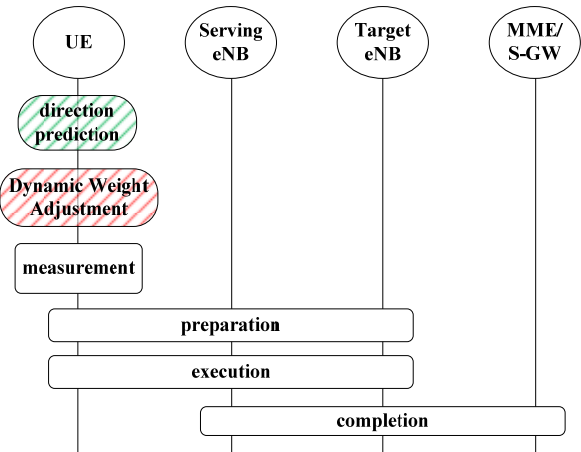 UE
Serving
eNB
Target
eNB
MME/
S-GW
direction
prediction
Dynamic Weight
Adjustment
measurement
preparation
execution
completion